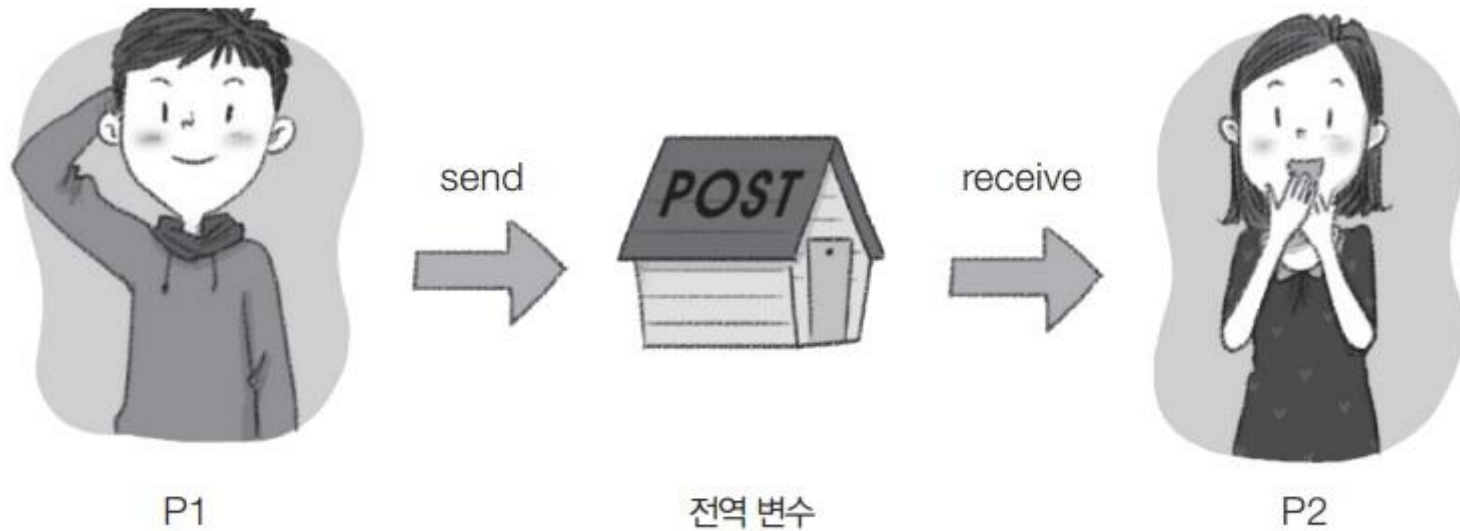 send
POST
receive
P1
전역 변수
P2